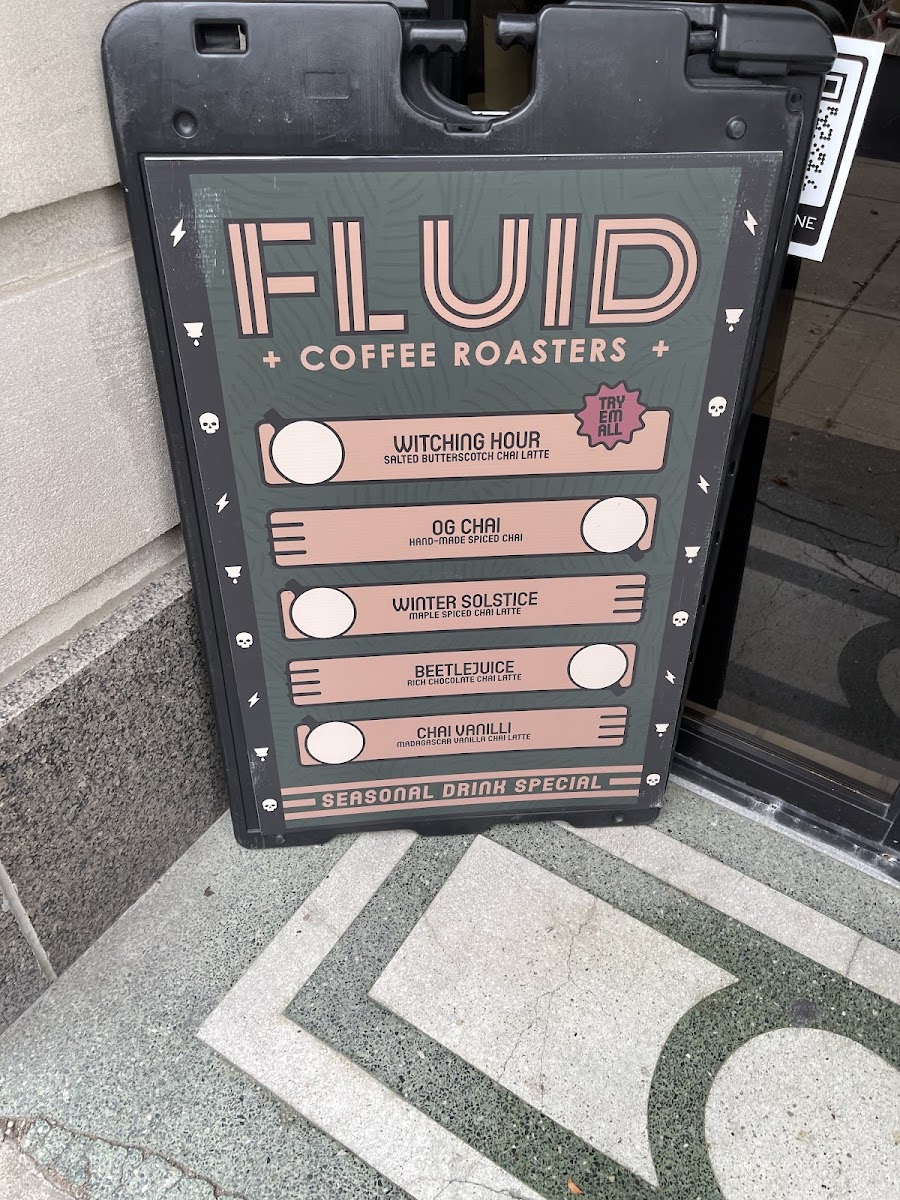 FLUID
+ COFFEE ROASTERS +
TRY
EM
ALL
WITCHING HOUR
SALTED BUTTERSCOTCH CHAI LATTE
OG CHAI
HAND-MADE SPICED CHAI
WINTER SOLSTICE
MAPLE SPICED CHAI LATTE
BEETLEJUICE
RICH CHOCOLATE CHAI LATTE
CHAI VANILLI
MADAGASCAR VANILLA CHAI LATTE
SEASONAL DRINK SPECIAL